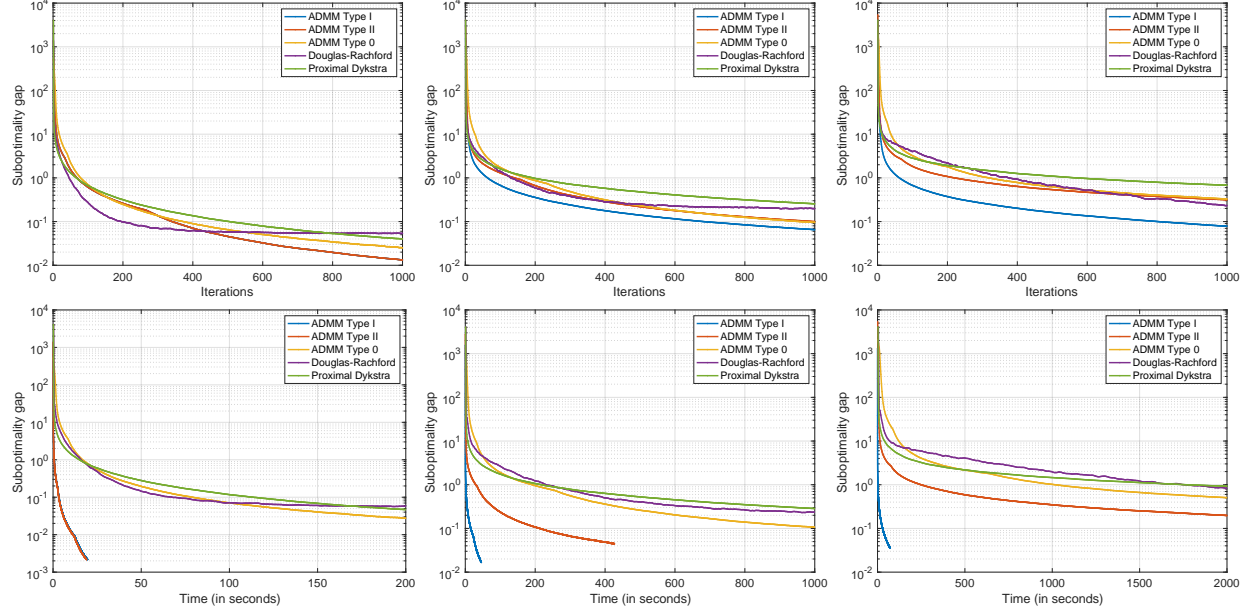 10^4
10^3
10^2
10^1
10^0
10^-1
10^-2
Suboptimality gap
0 200 400 600 800 1000
Iterations
ADMM Type I
ADMM Type II
ADMM Type 0
Douglas-Rachford
Proximal Dykstra
10^4
10^3
10^2
10^1
10^0
10^-1
10^-2
Suboptimality gap
0 200 400 600 800 1000
Iterations
ADMM Type I
ADMM Type II
ADMM Type 0
Douglas-Rachford
Proximal Dykstra
10^4
10^3
10^2
10^1
10^0
10^-1
10^-2
Suboptimality gap
0 200 400 600 800 1000
Iterations
ADMM Type I
ADMM Type II
ADMM Type 0
Douglas-Rachford
Proximal Dykstra
10^4
10^3
10^2
10^1
10^0
10^-1
10^-2
10^-3
Suboptimality gap
0 50 100 150 200
Time (in seconds)
ADMM Type I
ADMM Type II
ADMM Type 0
Douglas-Rachford
Proximal Dykstra
10^4
10^3
10^2
10^1
10^0
10^-1
10^-2
Suboptimality gap
0 200 400 600 800 1000
Time (in seconds)
ADMM Type I
ADMM Type II
ADMM Type 0
Douglas-Rachford
Proximal Dykstra
10^4
10^3
10^2
10^1
10^0
10^-1
10^-2
Suboptimality gap
0 500 1000 1500 2000
Time (in seconds)
ADMM Type I
ADMM Type II
ADMM Type 0
Douglas-Rachford
Proximal Dykstra